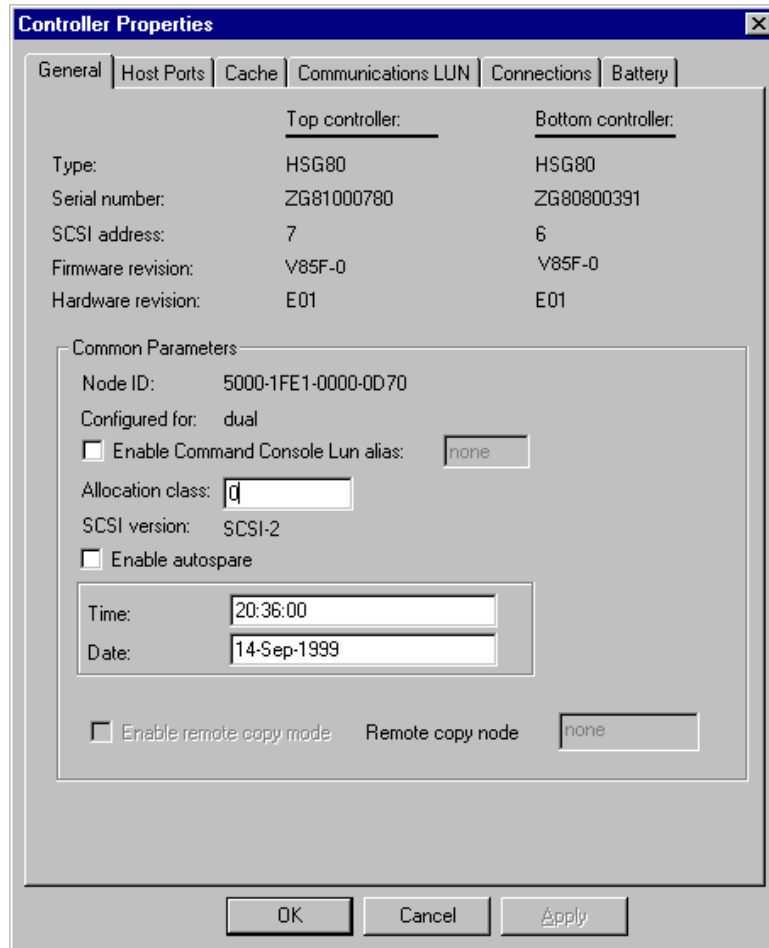 Controller Properties
General Host Ports Cache Communications LUN Connections Battery
Top controller: Bottom controller:
Type: HSG80 HSG80
Serial number: ZG81000780 ZG80800391
SCSI address: 7 6
Firmware revision: V85F-0 V85F-0
Hardware revision: E01 E01
Common Parameters
Node ID: 5000-1FE1-0000-0D70
Configured for: dual
Enable Command Console Lun alias: none
Allocation class: 0
SCSI version: SCSI-2
Enable autospare
Time: 20:36:00
Date: 14-Sep-1999
Enable remote copy mode Remote copy node none
OK Cancel Apply